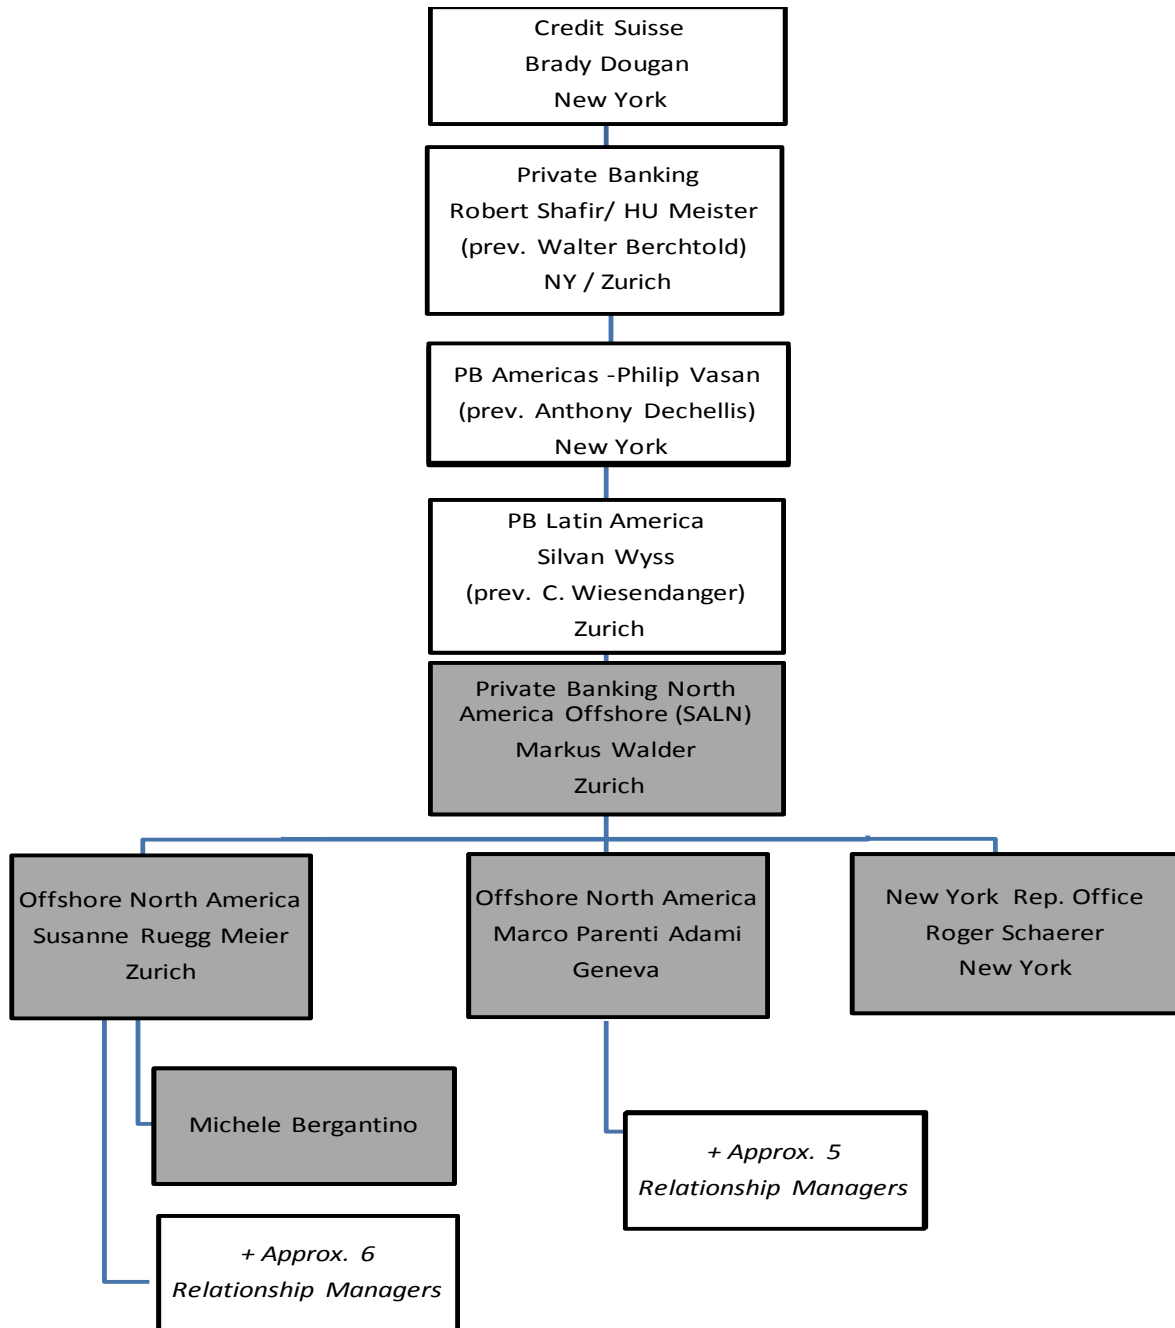 Credit Suisse
Brady Dougan
New York
Private Banking
Robert Shafir/ HU Meister
(prev. Walter Berchtold)
NY / Zurich
PB Americas -Philip Vasan
(prev. Anthony Dechellis)
New York
PB Latin America
Silvan Wyss
(prev. C. Wiesendanger)
Zurich
Private Banking North
America Offshore (SALN)
Markus Walder
Zurich
Offshore North America
Susanne Ruegg Meier
Zurich
Offshore North America
Marco Parenti Adami
Geneva
New York Rep. Office
Roger Schaerer
New York
Michele Bergantino
+ Approx. 5
Relationship Managers
+ Approx. 6
Relationship Managers